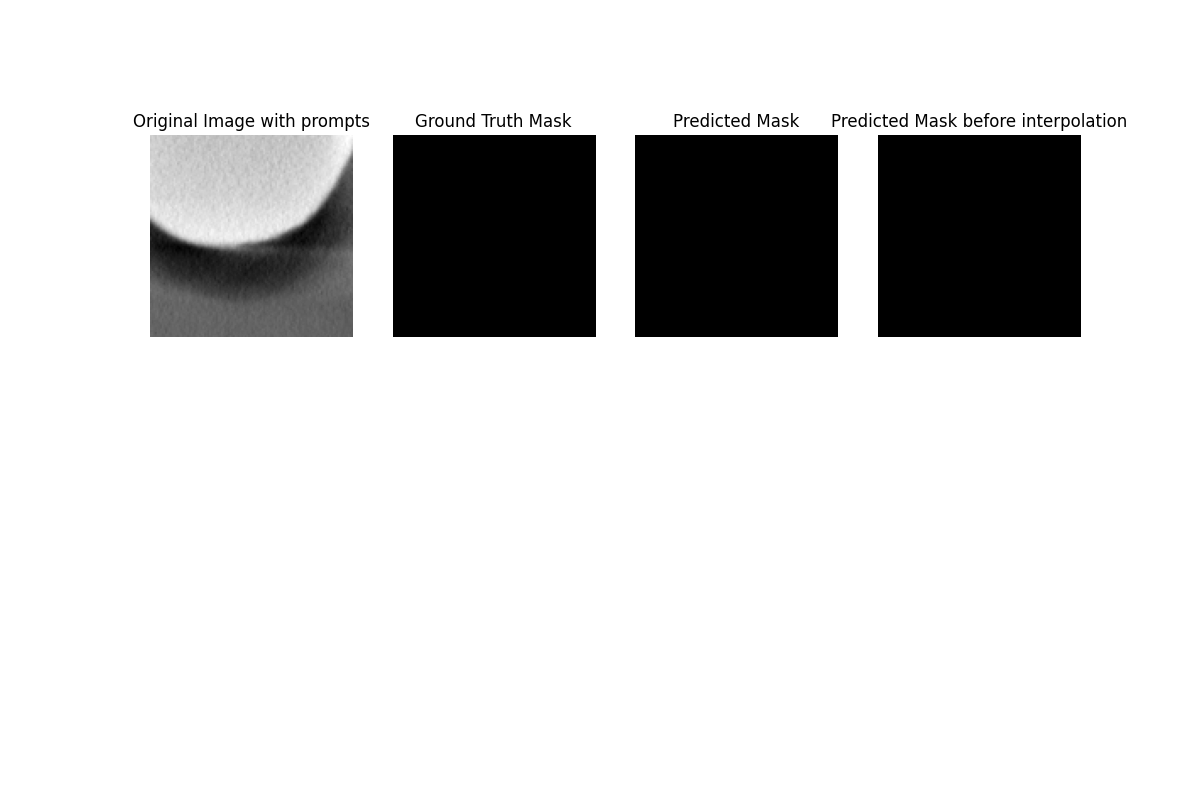 Original Image with prompts
Ground Truth Mask
Predicted Mask
Predicted Mask before interpolation